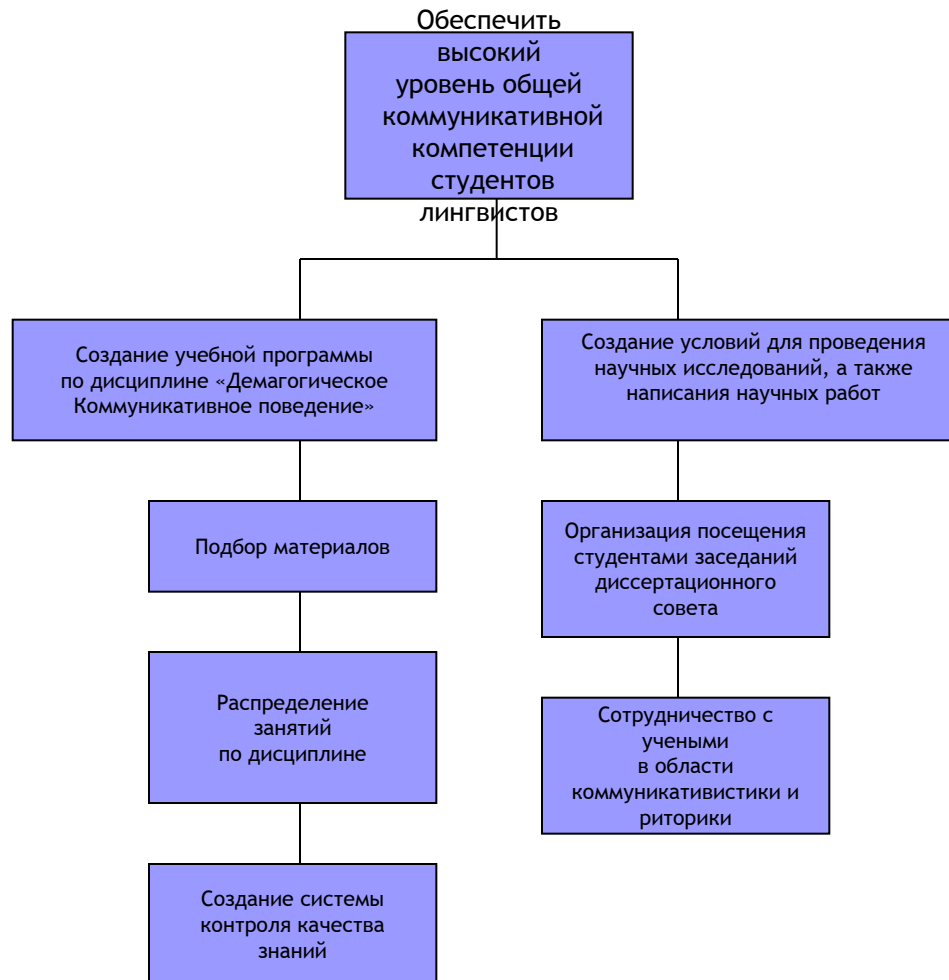 Обеспечить
высокий
уровень общей
коммуникативной
компетенции
студентов
лингвистов
Создание учебной программы
по дисциплине «Демагогическое
Коммуникативное поведение»
Подбор материалов
Распределение
занятий
по дисциплине
Создание системы
контроля качества
знаний
Создание условий для проведения
научных исследований, а также
написания научных работ
Организация посещения
студентами заседаний
диссертационного
совета
Сотрудничество с
учеными
в области
коммуникативистики и
риторики